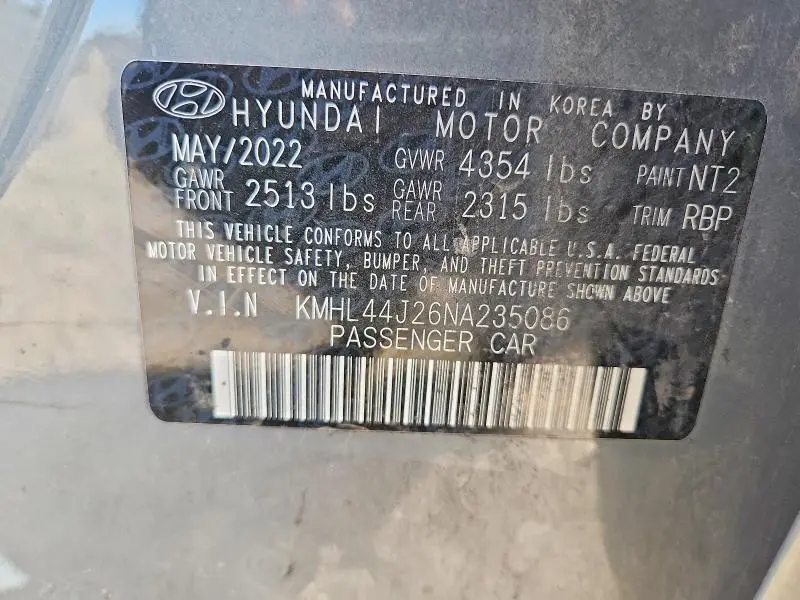 MANUFACTURED IN KOREA BY
HYUNDAI MOTOR COMPANY
MAY/2022 GVWR 4354 lbs PAINT NT2
GAWR FRONT 2513 lbs GAWR REAR 2315 lbs TRIM RBP
THIS VEHICLE CONFORMS TO ALL APPLICABLE U.S.A. FEDERAL
MOTOR VEHICLE SAFETY, BUMPER, AND THEFT PREVENTION STANDARDS
IN EFFECT ON THE DATE OF MANUFACTURE SHOWN ABOVE
V.I.N KMHL44J26NA235086
PASSENGER CAR